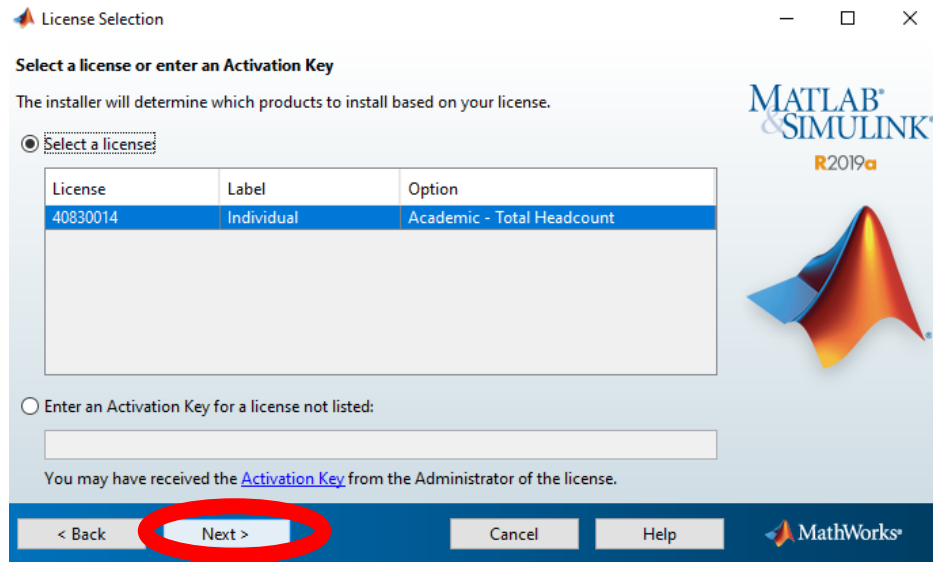 License Selection
Select a license or enter an Activation Key
The installer will determine which products to install based on your license.
MATLAB®
&SIMULINK®
R2019a
Select a license:
License Label Option
40830014 Individual Academic - Total Headcount
Enter an Activation Key for a license not listed:
You may have received the Activation Key from the Administrator of the license.
< Back Next > Cancel Help MathWorks®